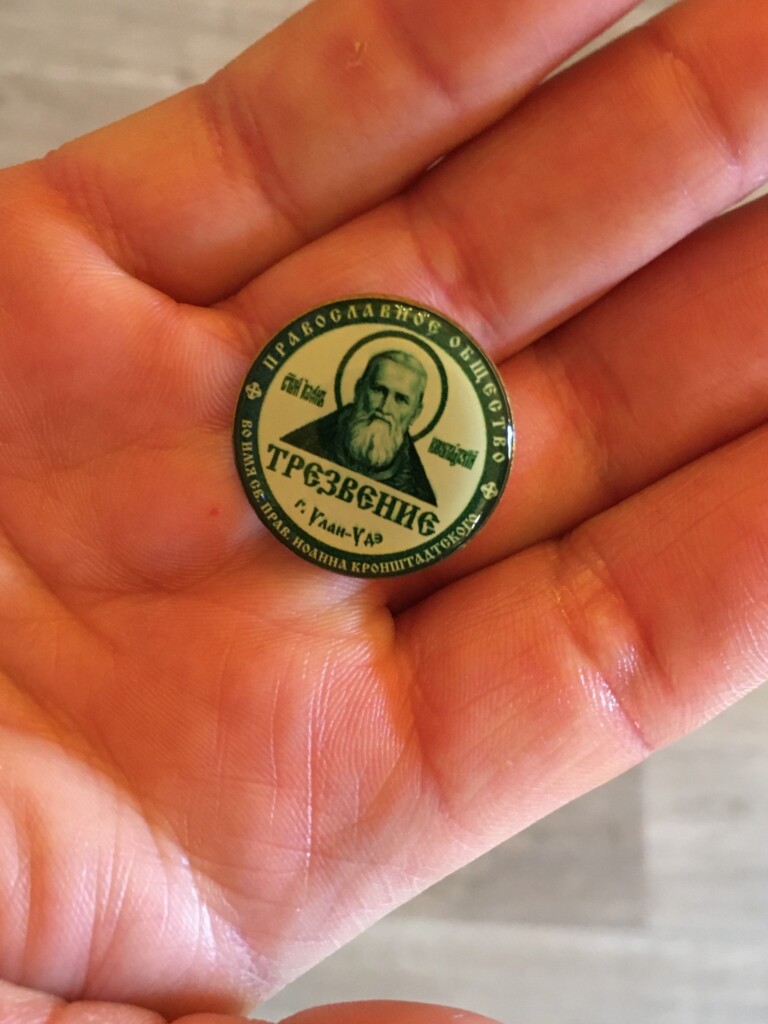 ПРАВОСЛАВНОЕ ОБЩЕСТВО
ТРЕЗВЕНИЕ
г. Улан-Удэ
ВО ИМЯ СВ. ПРАВ. ИОАННА КРОНШТАДТСКОГО